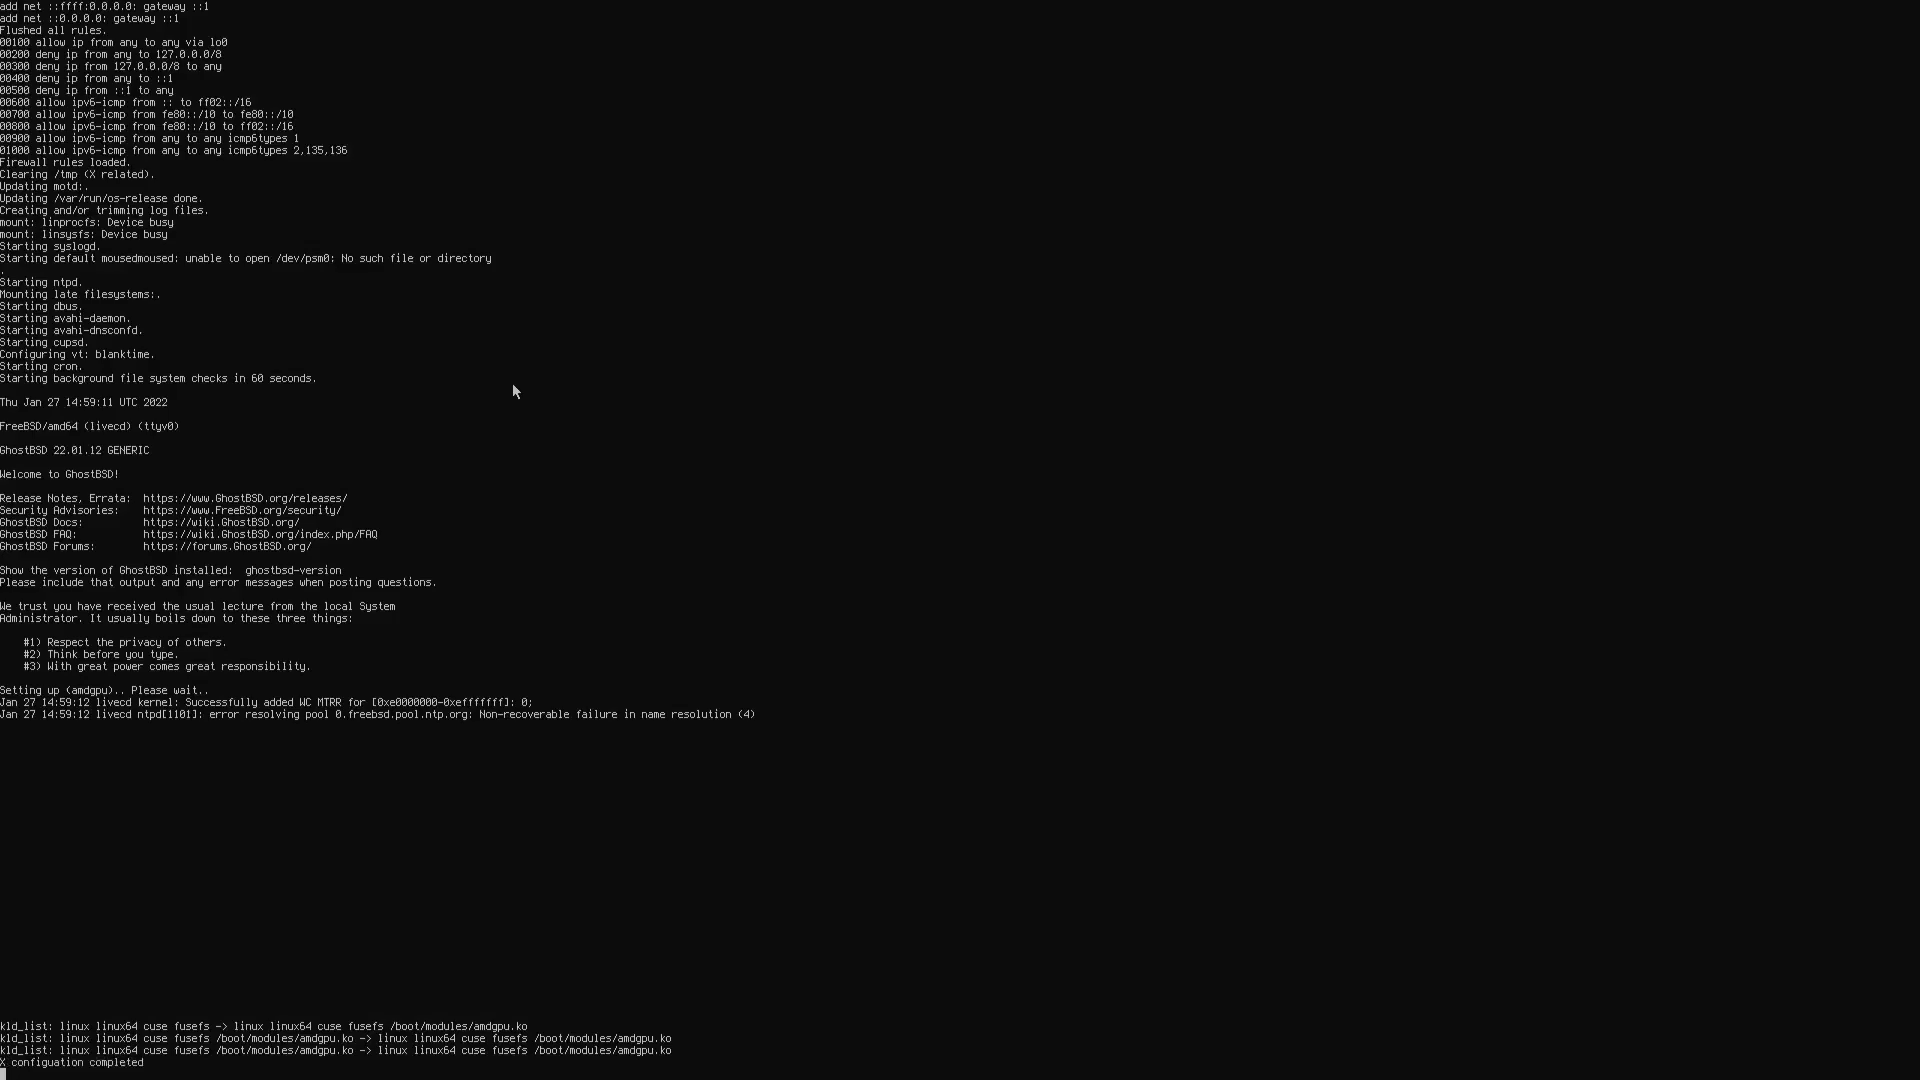 add net ::ffff:0.0.0.0: gateway ::1
add net ::0.0.0.0: gateway ::1
Flushed all rules.
00100 allow ip from any to any via lo0
00200 deny ip from any to 127.0.0.0/8
00300 deny ip from 127.0.0.0/8 to any
00400 deny ip from any to ::1
00500 deny ip from ::1 to any
00600 allow ipv6-icmp from :: to ff02::/16
00700 allow ipv6-icmp from fe80::/10 to fe80::/10
00800 allow ipv6-icmp from fe80::/10 to ff02::/16
00900 allow ipv6-icmp from any to any icmp6types 1
01000 allow ipv6-icmp from any to any icmp6types 2,135,136
Firewall rules loaded.
Clearing /tmp (X related).
Updating motd:.
Updating /var/run/os-release done.
Creating and/or trimming log files.
mount: linprocfs: Device busy
mount: linsysfs: Device busy
Starting syslogd.
Starting default mousedmoused: unable to open /dev/psm0: No such file or directory
.
Starting ntpd.
Mounting late filesystems:.
Starting dbus.
Starting avahi-daemon.
Starting avahi-dnsconfd.
Starting cupsd.
Configuring vt: blanktime.
Starting cron.
Starting background file system checks in 60 seconds.
Thu Jan 27 14:59:11 UTC 2022
FreeBSD/amd64 (livecd) (ttyv0)
GhostBSD 22.01.12 GENERIC
Welcome to GhostBSD!
Release Notes, Errata:  https://www.GhostBSD.org/releases/
Security Advisories:    https://www.FreeBSD.org/security/
GhostBSD Docs:          https://wiki.GhostBSD.org/
GhostBSD FAQ:           https://wiki.GhostBSD.org/index.php/FAQ
GhostBSD Forums:        https://forums.GhostBSD.org/
Show the version of GhostBSD installed:  ghostbsd-version
Please include that output and any error messages when posting questions.
We trust you have received the usual lecture from the local System
Administrator. It usually boils down to these three things:
#1) Respect the privacy of others.
#2) Think before you type.
#3) With great power comes great responsibility.
Setting up (amdgpu).. Please wait..
Jan 27 14:59:12 livecd kernel: Successfully added WC MTRR for [0xe0000000-0xefffffff]: 0;
Jan 27 14:59:12 livecd ntpd[1101]: error resolving pool 0.freebsd.pool.ntp.org: Non-recoverable failure in name resolution (4)
kld_list: linux linux64 cuse fusefs -> linux linux64 cuse fusefs /boot/modules/amdgpu.ko
kld_list: linux linux64 cuse fusefs /boot/modules/amdgpu.ko -> linux linux64 cuse fusefs /boot/modules/amdgpu.ko
kld_list: linux linux64 cuse fusefs /boot/modules/amdgpu.ko -> linux linux64 cuse fusefs /boot/modules/amdgpu.ko
X configuation completed